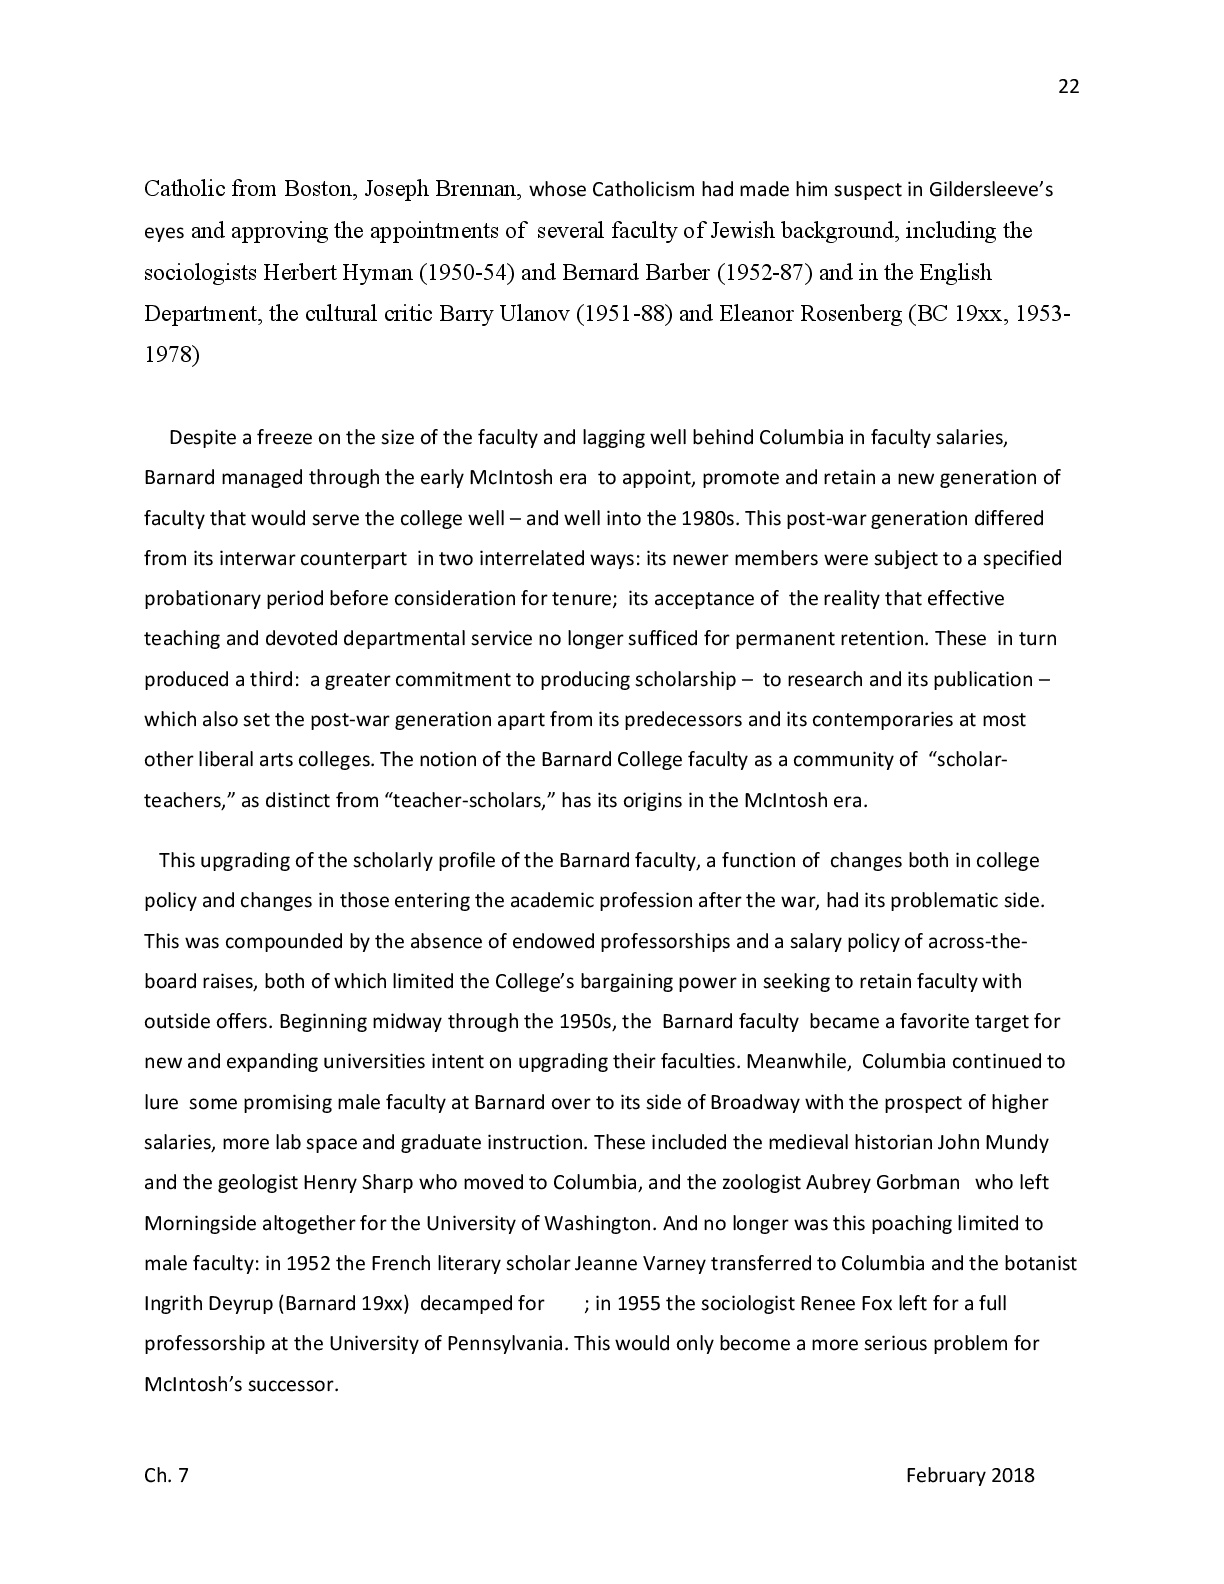 22
Catholic from Boston, Joseph Brennan, whose Catholicism had made him suspect in Gildersleeve’s
eyes and approving the appointments of  several faculty of Jewish background, including the
sociologists Herbert Hyman (1950-54) and Bernard Barber (1952-87) and in the English
Department, the cultural critic Barry Ulanov (1951-88) and Eleanor Rosenberg (BC 19xx, 1953-
1978)
Despite a freeze on the size of the faculty and lagging well behind Columbia in faculty salaries,
Barnard managed through the early McIntosh era  to appoint, promote and retain a new generation of
faculty that would serve the college well – and well into the 1980s. This post-war generation differed
from its interwar counterpart  in two interrelated ways: its newer members were subject to a specified
probationary period before consideration for tenure;  its acceptance of  the reality that effective
teaching and devoted departmental service no longer sufficed for permanent retention. These  in turn
produced a third:  a greater commitment to producing scholarship –  to research and its publication –
which also set the post-war generation apart from its predecessors and its contemporaries at most
other liberal arts colleges. The notion of the Barnard College faculty as a community of  “scholar-
teachers,” as distinct from “teacher-scholars,” has its origins in the McIntosh era.
This upgrading of the scholarly profile of the Barnard faculty, a function of  changes both in college
policy and changes in those entering the academic profession after the war, had its problematic side.
This was compounded by the absence of endowed professorships and a salary policy of across-the-
board raises, both of which limited the College’s bargaining power in seeking to retain faculty with
outside offers. Beginning midway through the 1950s, the  Barnard faculty  became a favorite target for
new and expanding universities intent on upgrading their faculties. Meanwhile,  Columbia continued to
lure  some promising male faculty at Barnard over to its side of Broadway with the prospect of higher
salaries, more lab space and graduate instruction. These included the medieval historian John Mundy
and the geologist Henry Sharp who moved to Columbia, and the zoologist Aubrey Gorbman   who left
Morningside altogether for the University of Washington. And no longer was this poaching limited to
male faculty: in 1952 the French literary scholar Jeanne Varney transferred to Columbia and the botanist
Ingrith Deyrup (Barnard 19xx)  decamped for       ; in 1955 the sociologist Renee Fox left for a full
professorship at the University of Pennsylvania. This would only become a more serious problem for
McIntosh’s successor.
Ch. 7 February 2018